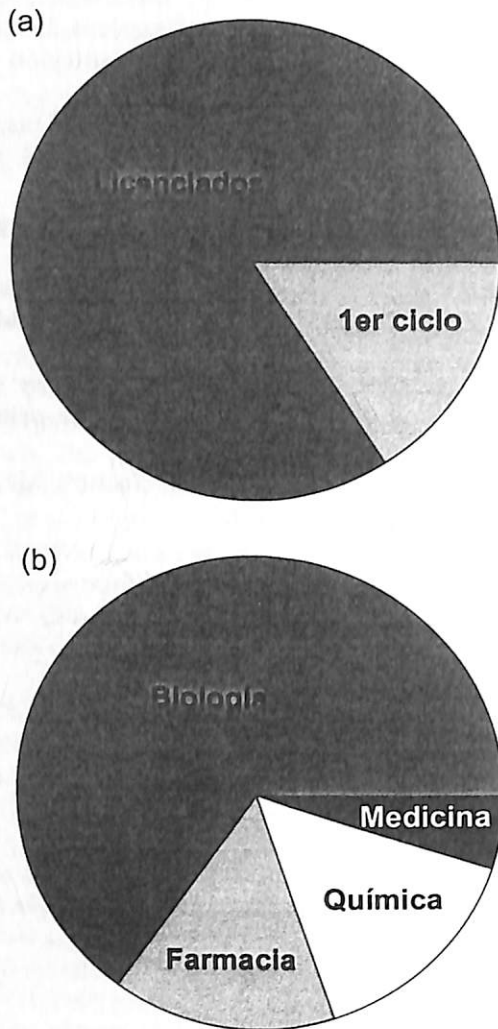 (a)
Licenciados
1er ciclo
(b)
Biología
Medicina
Química
Farmacia